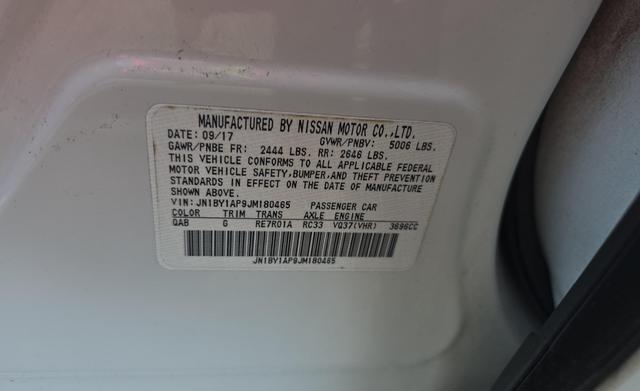 MANUFACTURED BY NISSAN MOTOR CO.,LTD.
DATE: 09/17 GVWR/PNBV: 5006 LBS.
GAWR/PNBE FR: 2444 LBS. RR: 2646 LBS.
THIS VEHICLE CONFORMS TO ALL APPLICABLE FEDERAL
MOTOR VEHICLE SAFETY,BUMPER,AND THEFT PREVENTION
STANDARDS IN EFFECT ON THE DATE OF MANUFACTURE
SHOWN ABOVE.
VIN: JN1BY1AP9JM180465 PASSENGER CAR
COLOR TRIM TRANS AXLE ENGINE
QAB G RE7R01A RC33 VQ37(VHR) 3696CC
JN1BY1AP9JM180465